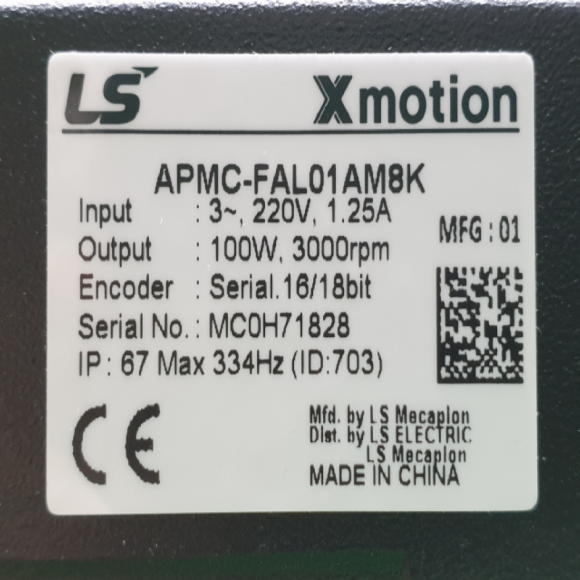 LS Xmotion
APMC-FAL01AM8K
Input : 3~, 220V, 1.25A
Output : 100W, 3000rpm
MFG : 01
Encoder : Serial.16/18bit
Serial No. : MC0H71828
IP : 67 Max 334Hz (ID:703)
CE
Mfd. by LS Mecapion
Dist. by LS ELECTRIC
LS Mecapion
MADE IN CHINA